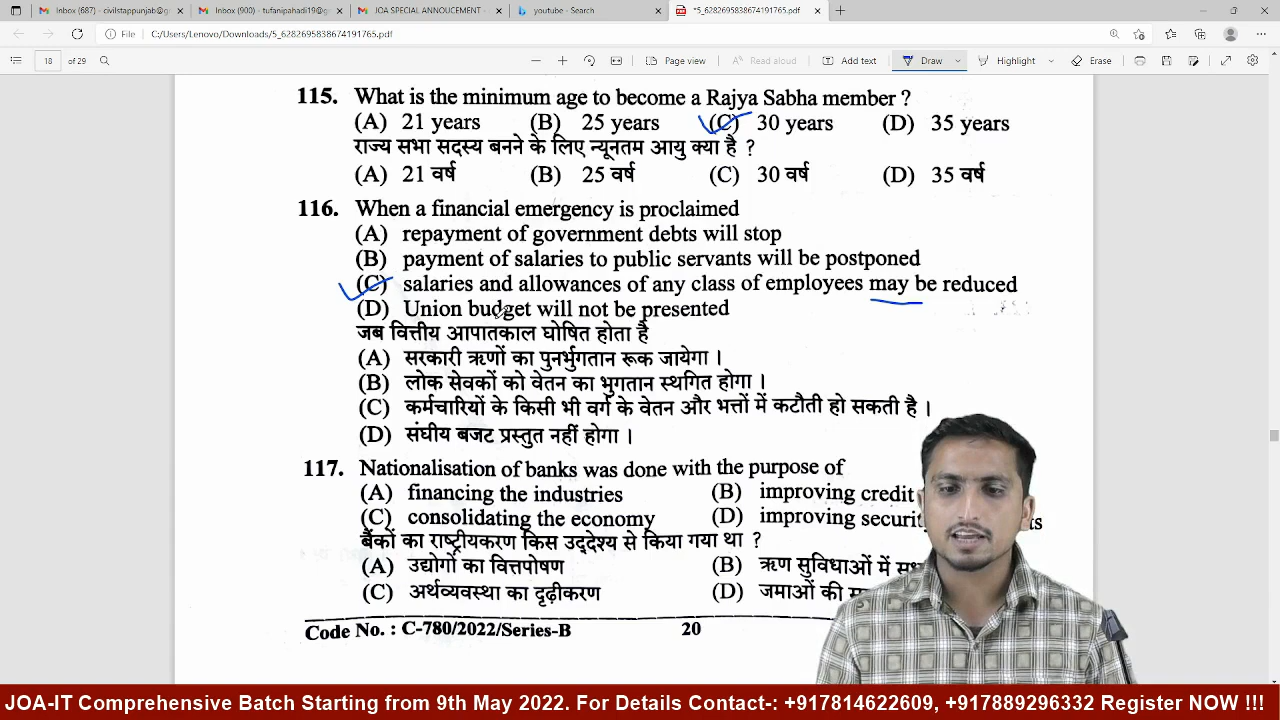 Inbox (687) - civilstappunjab@g
Inbox (900) - tufanipahadi19@g
JOA SPECIAL ANNOUCEMENT -
youtube - Search
*5_6282695838674191765.pdf
File C:/Users/Lenovo/Downloads/5_6282695838674191765.pdf
18 of 29 Page view Read aloud Add text Draw Highlight Erase
115. What is the minimum age to become a Rajya Sabha member ?
(A) 21 years (B) 25 years (C) 30 years (D) 35 years
राज्य सभा सदस्य बनने के लिए न्यूनतम आयु क्या है ?
(A) 21 वर्ष (B) 25 वर्ष (C) 30 वर्ष (D) 35 वर्ष
116. When a financial emergency is proclaimed
(A) repayment of government debts will stop
(B) payment of salaries to public servants will be postponed
(C) salaries and allowances of any class of employees may be reduced
(D) Union budget will not be presented
जब वित्तीय आपातकाल घोषित होता है
(A) सरकारी ऋणों का पुनर्भुगतान रूक जायेगा ।
(B) लोक सेवकों को वेतन का भुगतान स्थगित होगा ।
(C) कर्मचारियों के किसी भी वर्ग के वेतन और भत्तों में कटौती हो सकती है ।
(D) संघीय बजट प्रस्तुत नहीं होगा ।
117. Nationalisation of banks was done with the purpose of
(A) financing the industries (B) improving credit
(C) consolidating the economy (D) improving
बैंकों का राष्ट्रीयकरण किस उद्देश्य से किया गया था ?
(A) उद्योगों का वित्तपोषण (B) ऋण सुविधाओं में
(C) अर्थव्यवस्था का दृढ़ीकरण (D) जमाओं की
Code No. : C-780/2022/Series-B 20
JOA-IT Comprehensive Batch Starting from 9th May 2022. For Details Contact-: +917814622609, +917889296332 Register NOW !!!